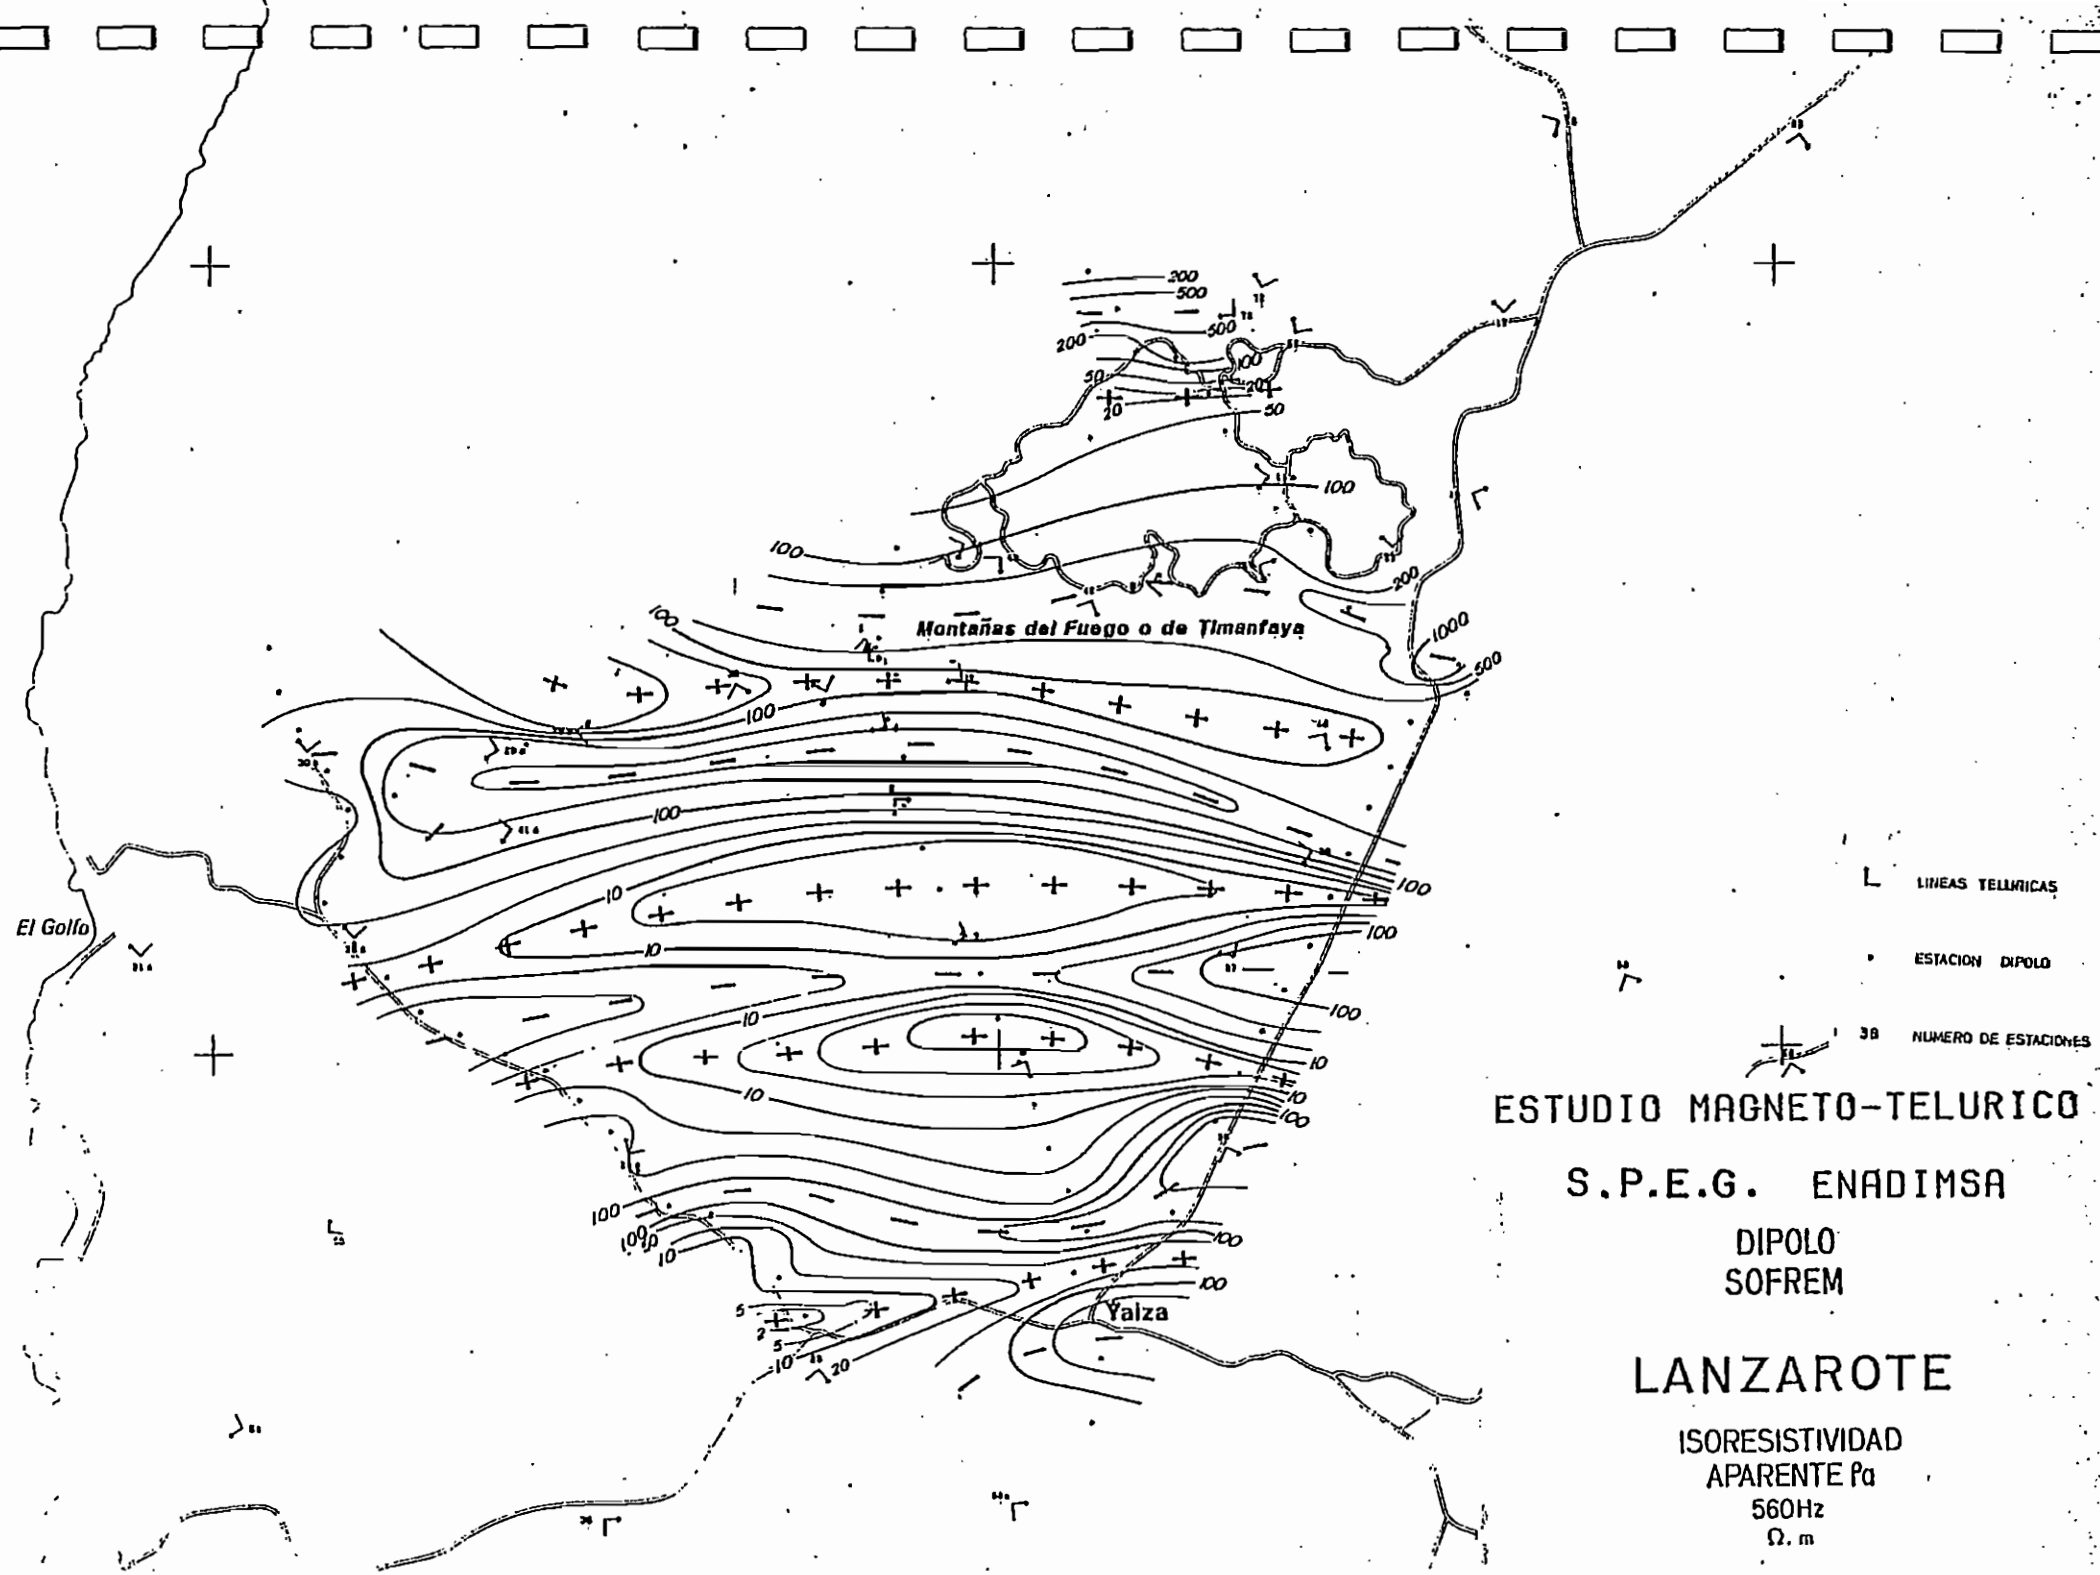 200
500
500
200
100
50
20
20
50
100
100
200
100
Montañas del Fuego o de Timanfaya
1000
500
100
100
10
100
El Golfo
10
100
100
10
10
10
10
100
100
100
10
100
100
5
2
5
10
20
Yaiza
LINEAS TELURICAS
ESTACION DIPOLO
38 NUMERO DE ESTACIONES
ESTUDIO MAGNETO-TELURICO
S.P.E.G. ENADIMSA
DIPOLO
SOFREM
LANZAROTE
ISORESISTIVIDAD
APARENTE ρa
560Hz
Ω. m